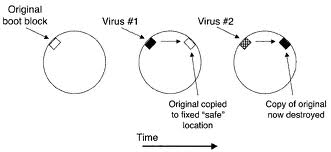 Original
boot block
Virus #1
Virus #2
Original copied
to fixed “safe”
location
Copy of original
now destroyed
Time